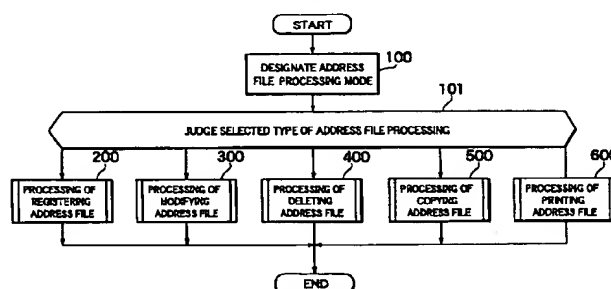 START
100
DESIGNATE ADDRESS
FILE PROCESSING MODE
101
JUDGE SELECTED TYPE OF ADDRESS FILE PROCESSING
200
300
400
500
600
PROCESSING OF
REGISTERING
ADDRESS FILE
PROCESSING OF
MODIFYING
ADDRESS FILE
PROCESSING OF
DELETING
ADDRESS FILE
PROCESSING OF
COPYING
ADDRESS FILE
PROCESSING OF
PRINTING
ADDRESS FILE
END